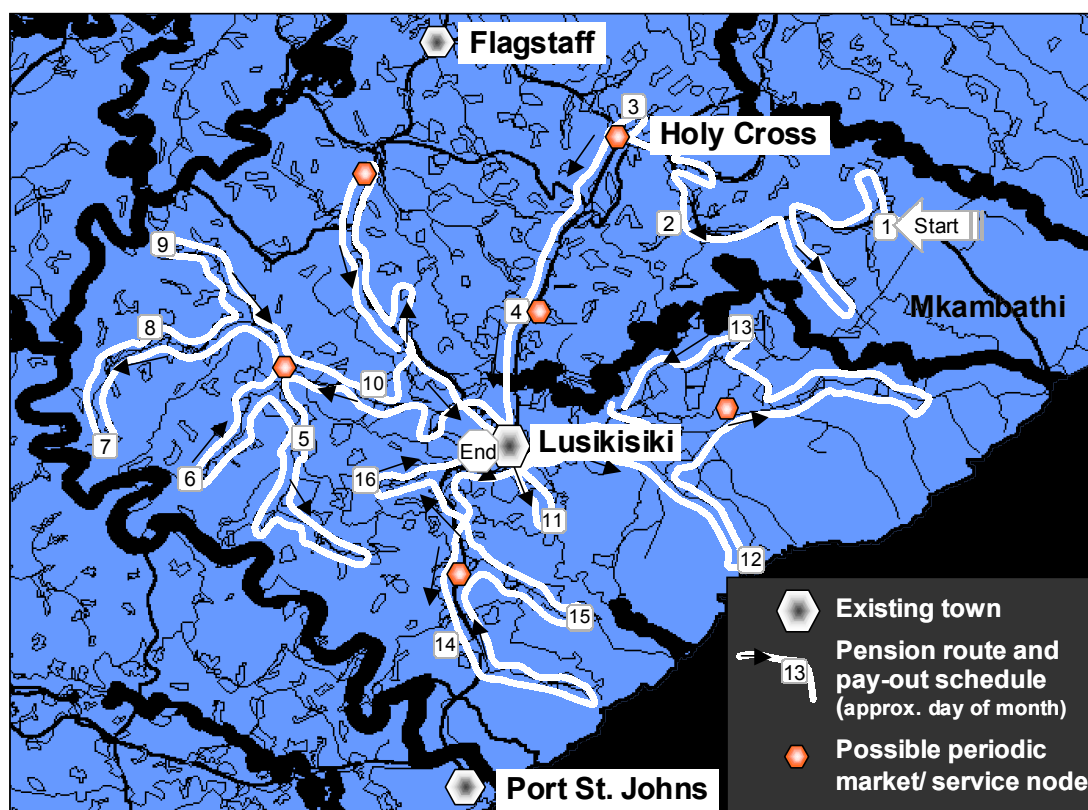 Flagstaff
3
Holy Cross
9
2
1
Start
4
Mkambathi
8
13
10
5
7
6
End
Lusikisiki
16
11
12
15
14
Port St. Johns
Existing town
Pension route and
13
pay-out schedule
(approx. day of month)
Possible periodic
market/ service node